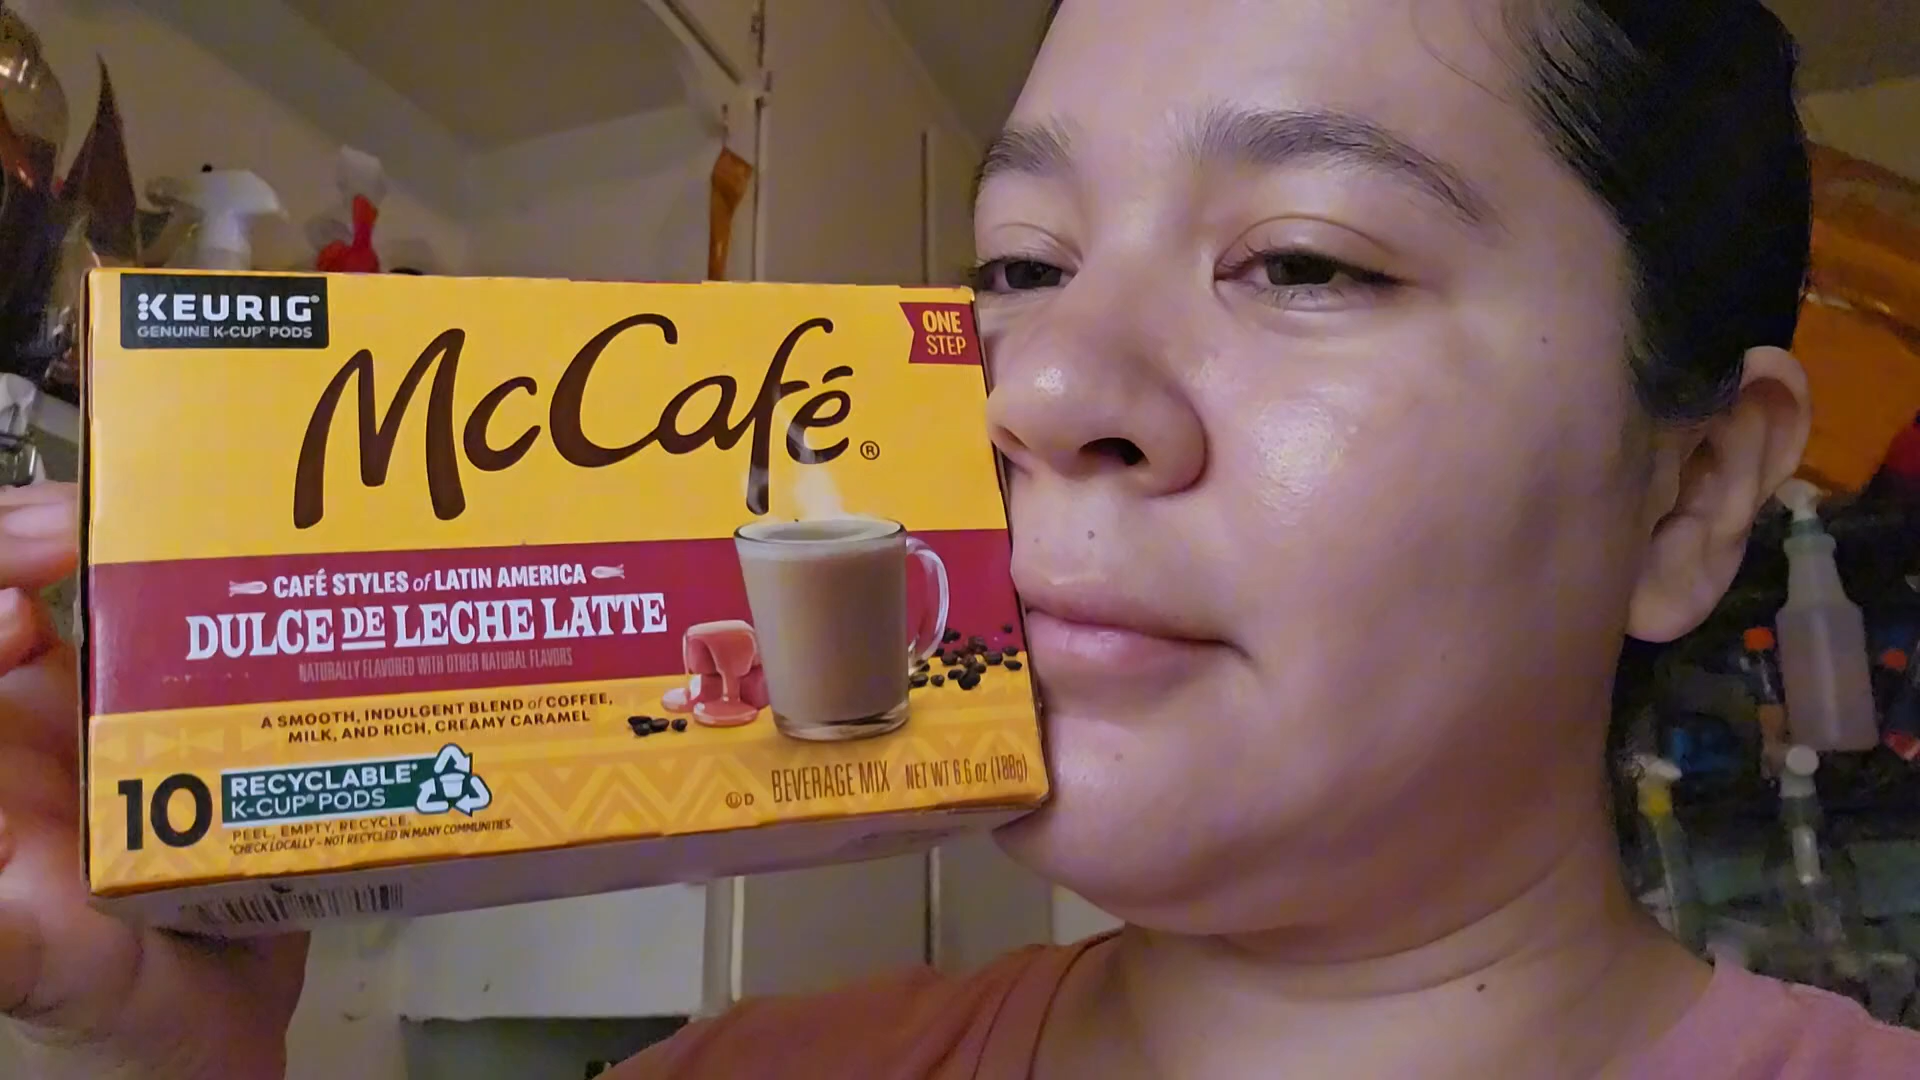 KEURIG®
GENUINE K-CUP® PODS
McCafé®
ONE
STEP
CAFÉ STYLES of LATIN AMERICA
DULCE DE LECHE LATTE
NATURALLY FLAVORED WITH OTHER NATURAL FLAVORS
A SMOOTH, INDULGENT BLEND of COFFEE,
MILK, AND RICH, CREAMY CARAMEL
10 RECYCLABLE*
K-CUP® PODS
PEEL, EMPTY, RECYCLE.
*CHECK LOCALLY – NOT RECYCLED IN MANY COMMUNITIES.
Ⓤ D BEVERAGE MIX NET WT 6.6 oz (188g)